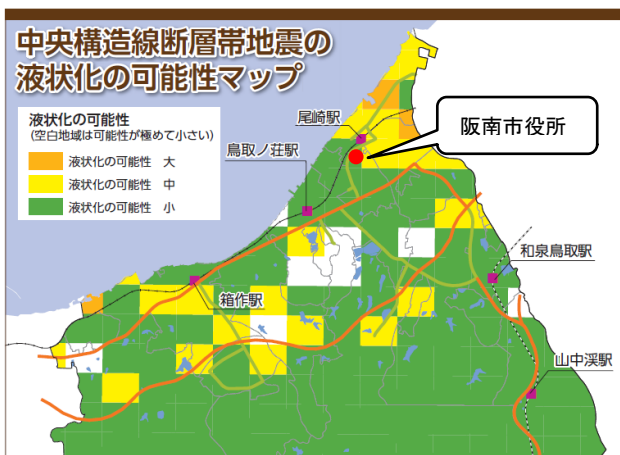 中央構造線断層帯地震の
液状化の可能性マップ
液状化の可能性
(空白地域は可能性が極めて小さい)
液状化の可能性　大
液状化の可能性　中
液状化の可能性　小
尾崎駅
阪南市役所
鳥取ノ荘駅
和泉鳥取駅
箱作駅
山中渓駅